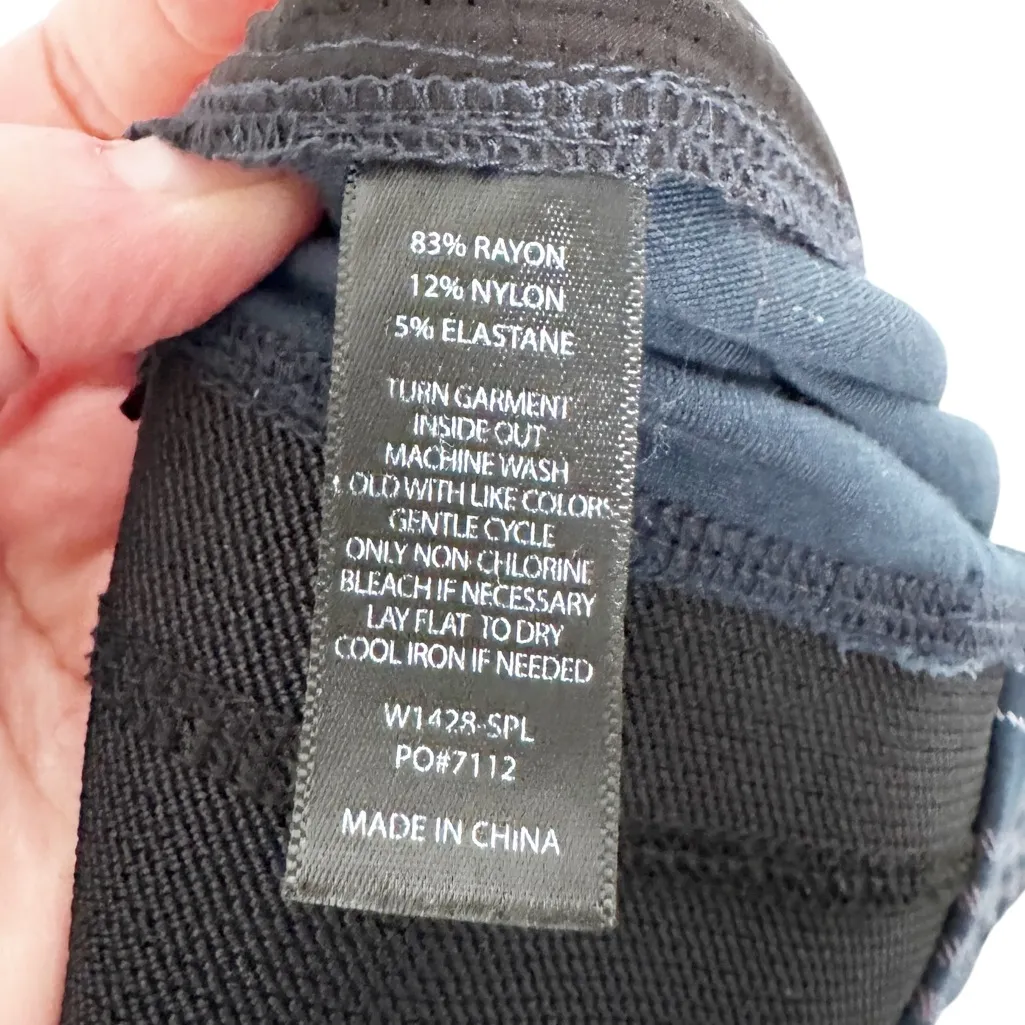 83% RAYON
12% NYLON
5% ELASTANE
TURN GARMENT
INSIDE OUT
MACHINE WASH
COLD WITH LIKE COLORS
GENTLE CYCLE
ONLY NON-CHLORINE
BLEACH IF NECESSARY
LAY FLAT TO DRY
COOL IRON IF NEEDED
W1428-SPL
PO#7112
MADE IN CHINA